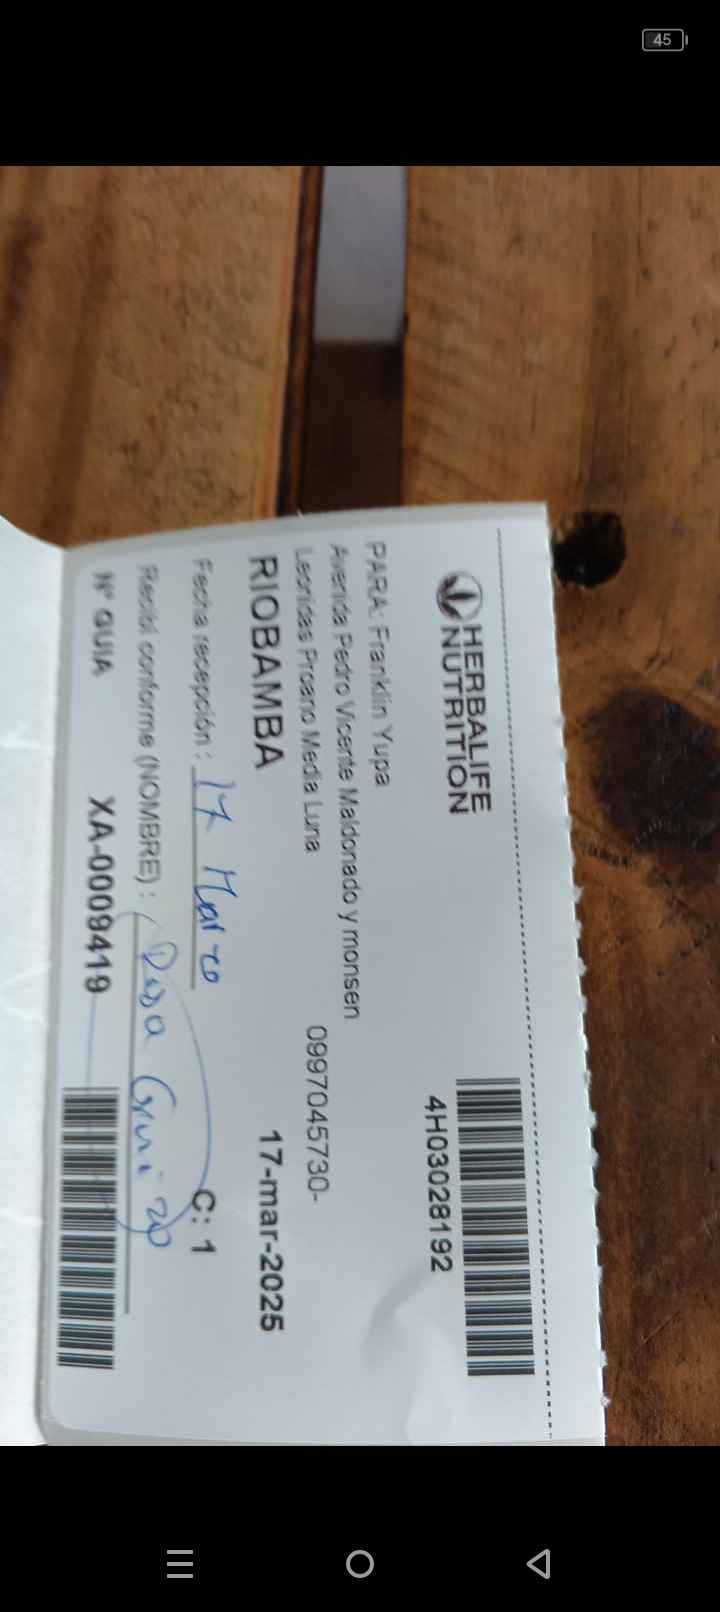 45
HERBALIFE
NUTRITION
4H03028192
PARA: Franklin Yupa
Avenida Pedro Vicente Maldonado y monsen
Leonidas Proano Media Luna 0997045730-
RIOBAMBA 17-mar-2025
Fecha recepción : 17 Marzo C: 1
Recibí conforme (NOMBRE) : Rosa
N° GUIA XA-0009419